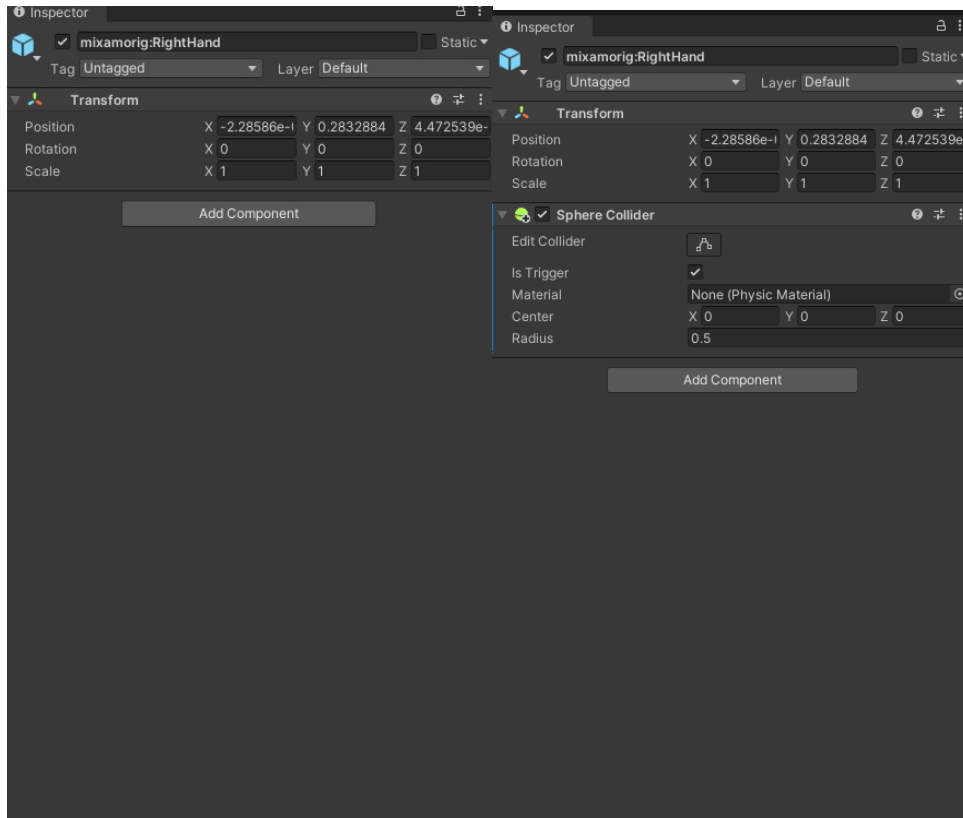 Inspector
mixamorig:RightHand Static
Tag Untagged Layer Default
Transform
Position X -2.28586e-( Y 0.2832884 Z 4.472539e-
Rotation X 0 Y 0 Z 0
Scale X 1 Y 1 Z 1
Add Component
Inspector
mixamorig:RightHand Static
Tag Untagged Layer Default
Transform
Position X -2.28586e-( Y 0.2832884 Z 4.472539e
Rotation X 0 Y 0 Z 0
Scale X 1 Y 1 Z 1
Sphere Collider
Edit Collider
Is Trigger
Material None (Physic Material)
Center X 0 Y 0 Z 0
Radius 0.5
Add Component